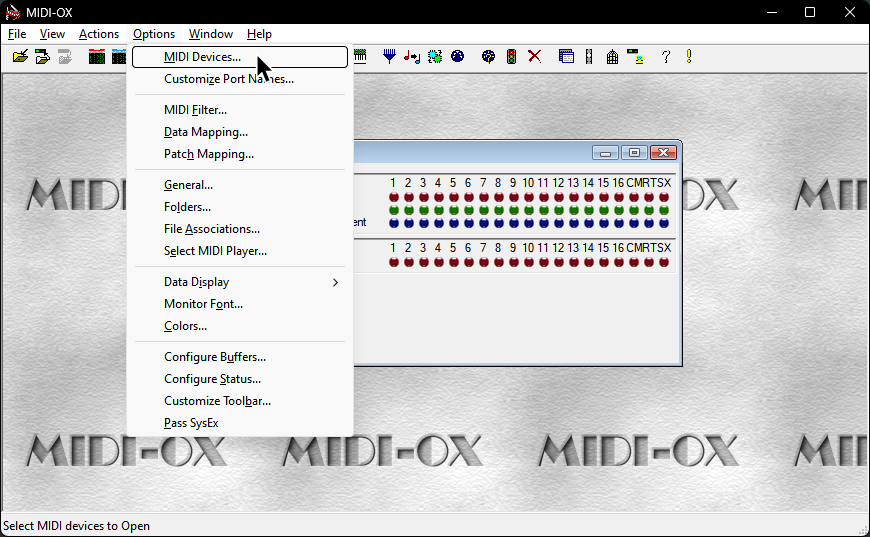 MIDI-OX
File View Actions Options Window Help
MIDI Devices...
Customize Port Names...
MIDI Filter...
Data Mapping...
Patch Mapping...
General...
Folders...
File Associations...
Select MIDI Player...
Data Display
Monitor Font...
Colors...
Configure Buffers...
Configure Status...
Customize Toolbar...
Pass SysEx
1 2 3 4 5 6 7 8 9 10 11 12 13 14 15 16 CMRTSX
ent
1 2 3 4 5 6 7 8 9 10 11 12 13 14 15 16 CMRTSX
MIDI-OX
MIDI-OX MIDI-OX MIDI-OX MIDI-OX
Select MIDI devices to Open